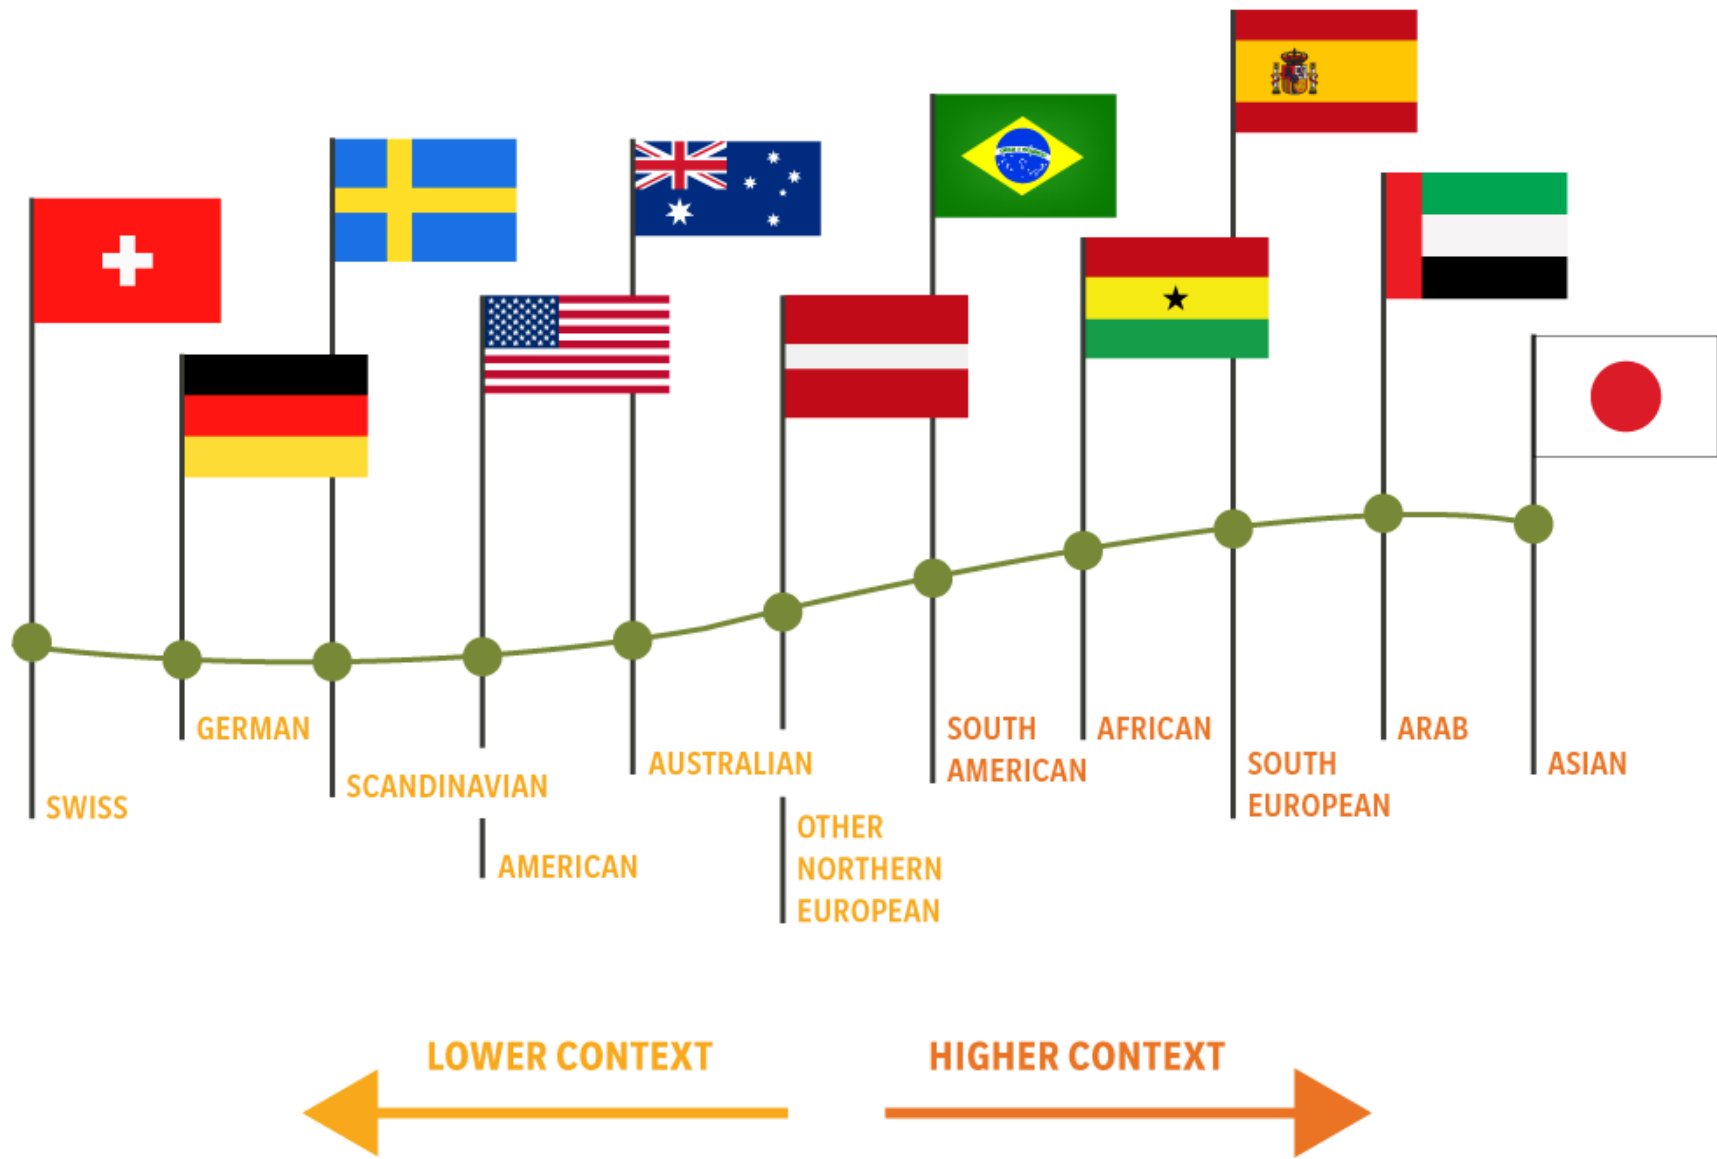 SWISS
GERMAN
SCANDINAVIAN
AMERICAN
AUSTRALIAN
OTHER
NORTHERN
EUROPEAN
SOUTH
AMERICAN
AFRICAN
SOUTH
EUROPEAN
ARAB
ASIAN
LOWER CONTEXT
HIGHER CONTEXT